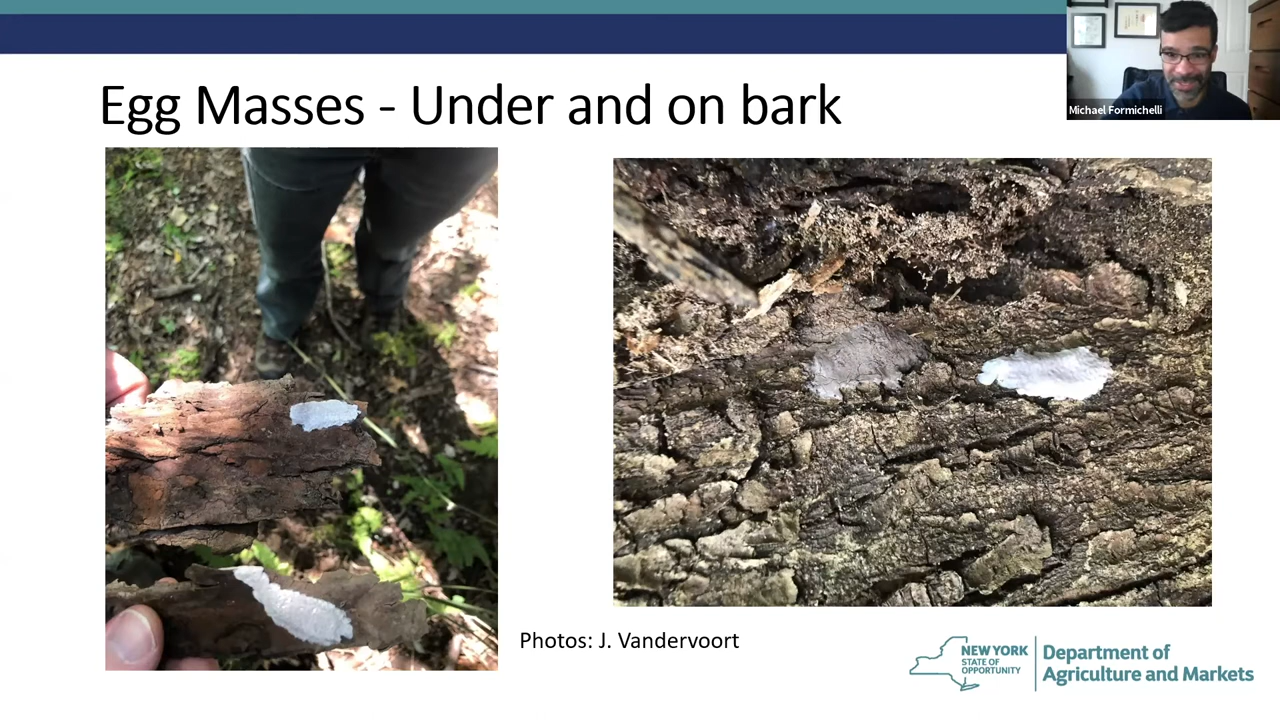 Michael Formichelli
Egg Masses - Under and on bark
Photos: J. Vandervoort
NEW YORK
STATE OF
OPPORTUNITY
Department of
Agriculture and Markets